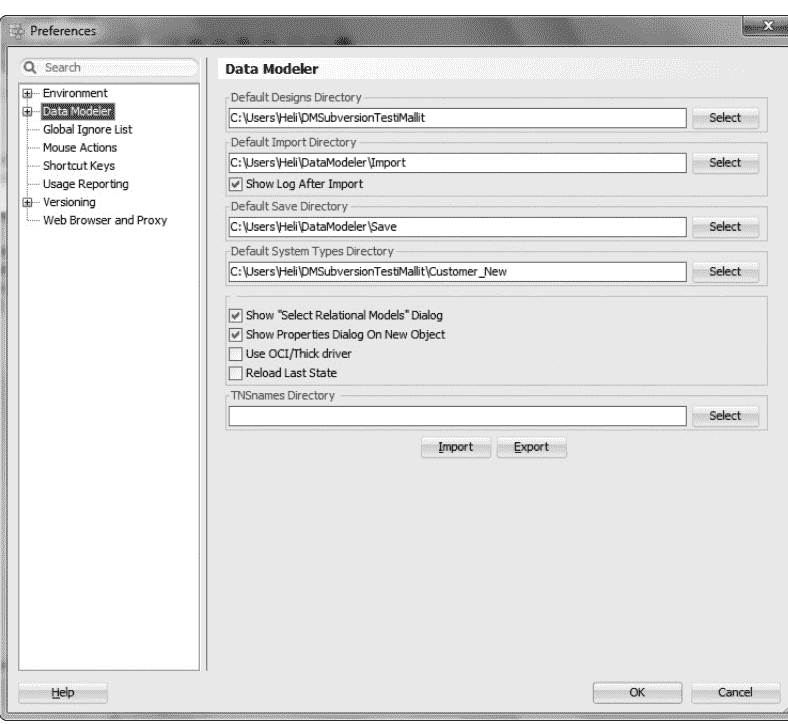 Preferences
Search
Environment
Data Modeler
Global Ignore List
Mouse Actions
Shortcut Keys
Usage Reporting
Versioning
Web Browser and Proxy
Data Modeler
Default Designs Directory
C:\Users\Heli\DMSubversionTestiMallit
Select
Default Import Directory
C:\Users\Heli\DataModeler\Import
Select
Show Log After Import
Default Save Directory
C:\Users\Heli\DataModeler\Save
Select
Default System Types Directory
C:\Users\Heli\DMSubversionTestiMallit\Customer_New
Select
Show "Select Relational Models" Dialog
Show Properties Dialog On New Object
Use OCI/Thick driver
Reload Last State
TNSnames Directory
Select
Import Export
Help OK Cancel